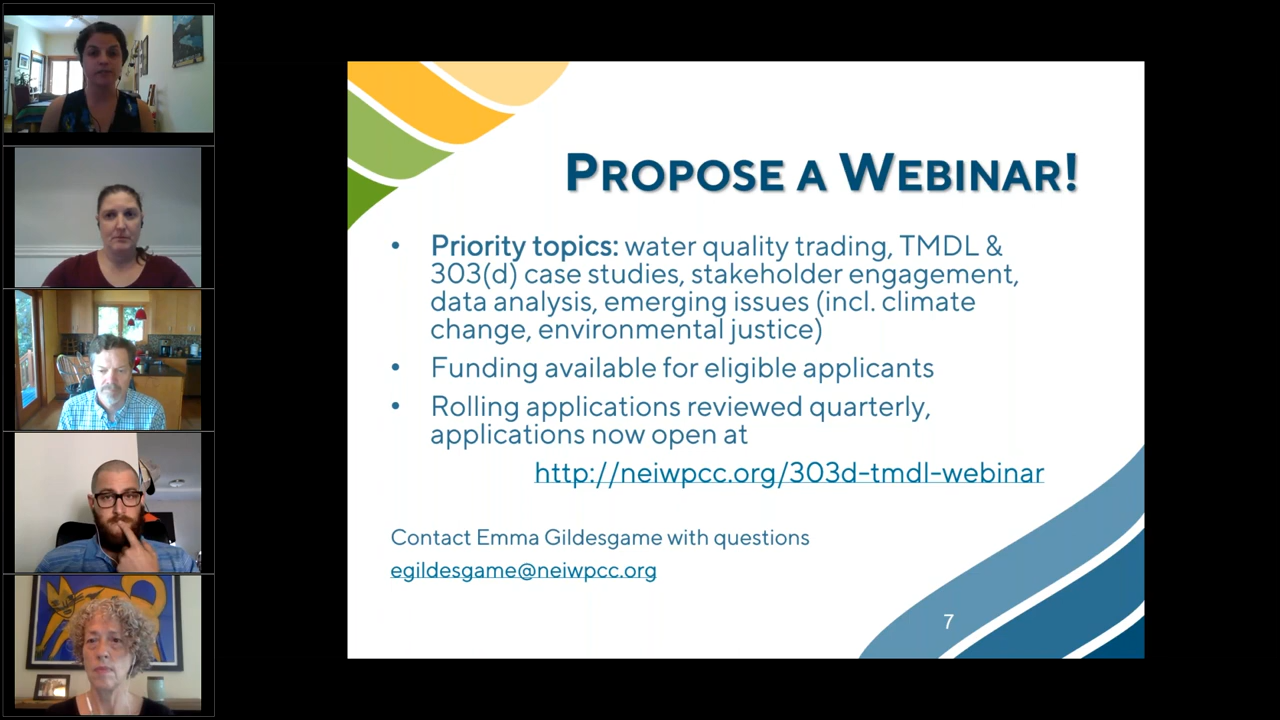 PROPOSE A WEBINAR!
• Priority topics: water quality trading, TMDL &
303(d) case studies, stakeholder engagement,
data analysis, emerging issues (incl. climate
change, environmental justice)
• Funding available for eligible applicants
• Rolling applications reviewed quarterly,
applications now open at
http://neiwpcc.org/303d-tmdl-webinar
Contact Emma Gildesgame with questions
egildesgame@neiwpcc.org
7